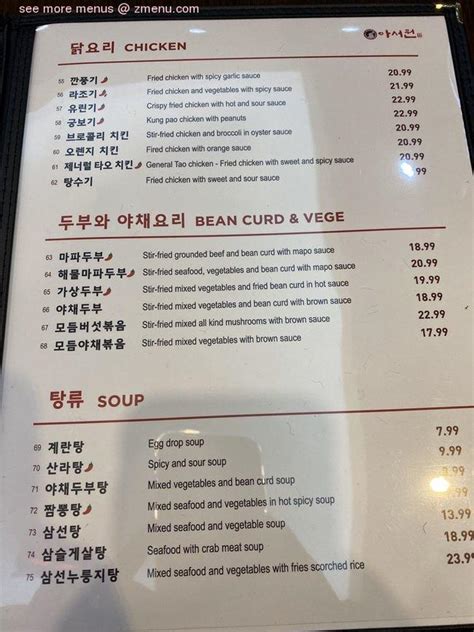 see more menus @ zmenu.com
아서원
닭요리 CHICKEN
55 깐풍기 Fried chicken with spicy garlic sauce 20.99
56 라조기 Fried chicken and vegetables with spicy sauce 21.99
57 유린기 Crispy fried chicken with hot and sour sauce 22.99
58 궁보기 Kung pao chicken with peanuts 22.99
59 브로콜리 치킨 Stir-fried chicken and broccoli in oyster sauce 20.99
60 오렌지 치킨 Fired chicken with orange sauce 20.99
61 제너럴 타오 치킨 General Tao chicken - Fried chicken with sweet and spicy sauce 20.99
62 탕수기 Fried chicken with sweet and sour sauce
두부와 야채요리 BEAN CURD & VEGE
63 마파두부 Stir-fried grounded beef and bean curd with mapo sauce 18.99
64 해물마파두부 Stir-fried seafood, vegetables and bean curd with mapo sauce 20.99
65 가상두부 Stir-fried mixed vegetables and fried bean curd in hot sauce 19.99
66 야채두부 Stir-fried mixed vegetables and bean curd with brown sauce 18.99
67 모듬버섯볶음 Stir-fried mixed all kind mushrooms with brown sauce 22.99
68 모듬야채볶음 Stir-fried mixed vegetables with brown sauce 17.99
탕류 SOUP
69 계란탕 Egg drop soup 7.99
70 산라탕 Spicy and sour soup 9.99
71 야채두부탕 Mixed vegetables and bean curd soup
72 짬뽕탕 Mixed seafood and vegetables in hot spicy soup
73 삼선탕 Mixed seafood and vegetable soup 13.99
74 삼슬게살탕 Seafood with crab meat soup 18.99
75 삼선누룽지탕 Mixed seafood and vegetables with fries scorched rice 23.9